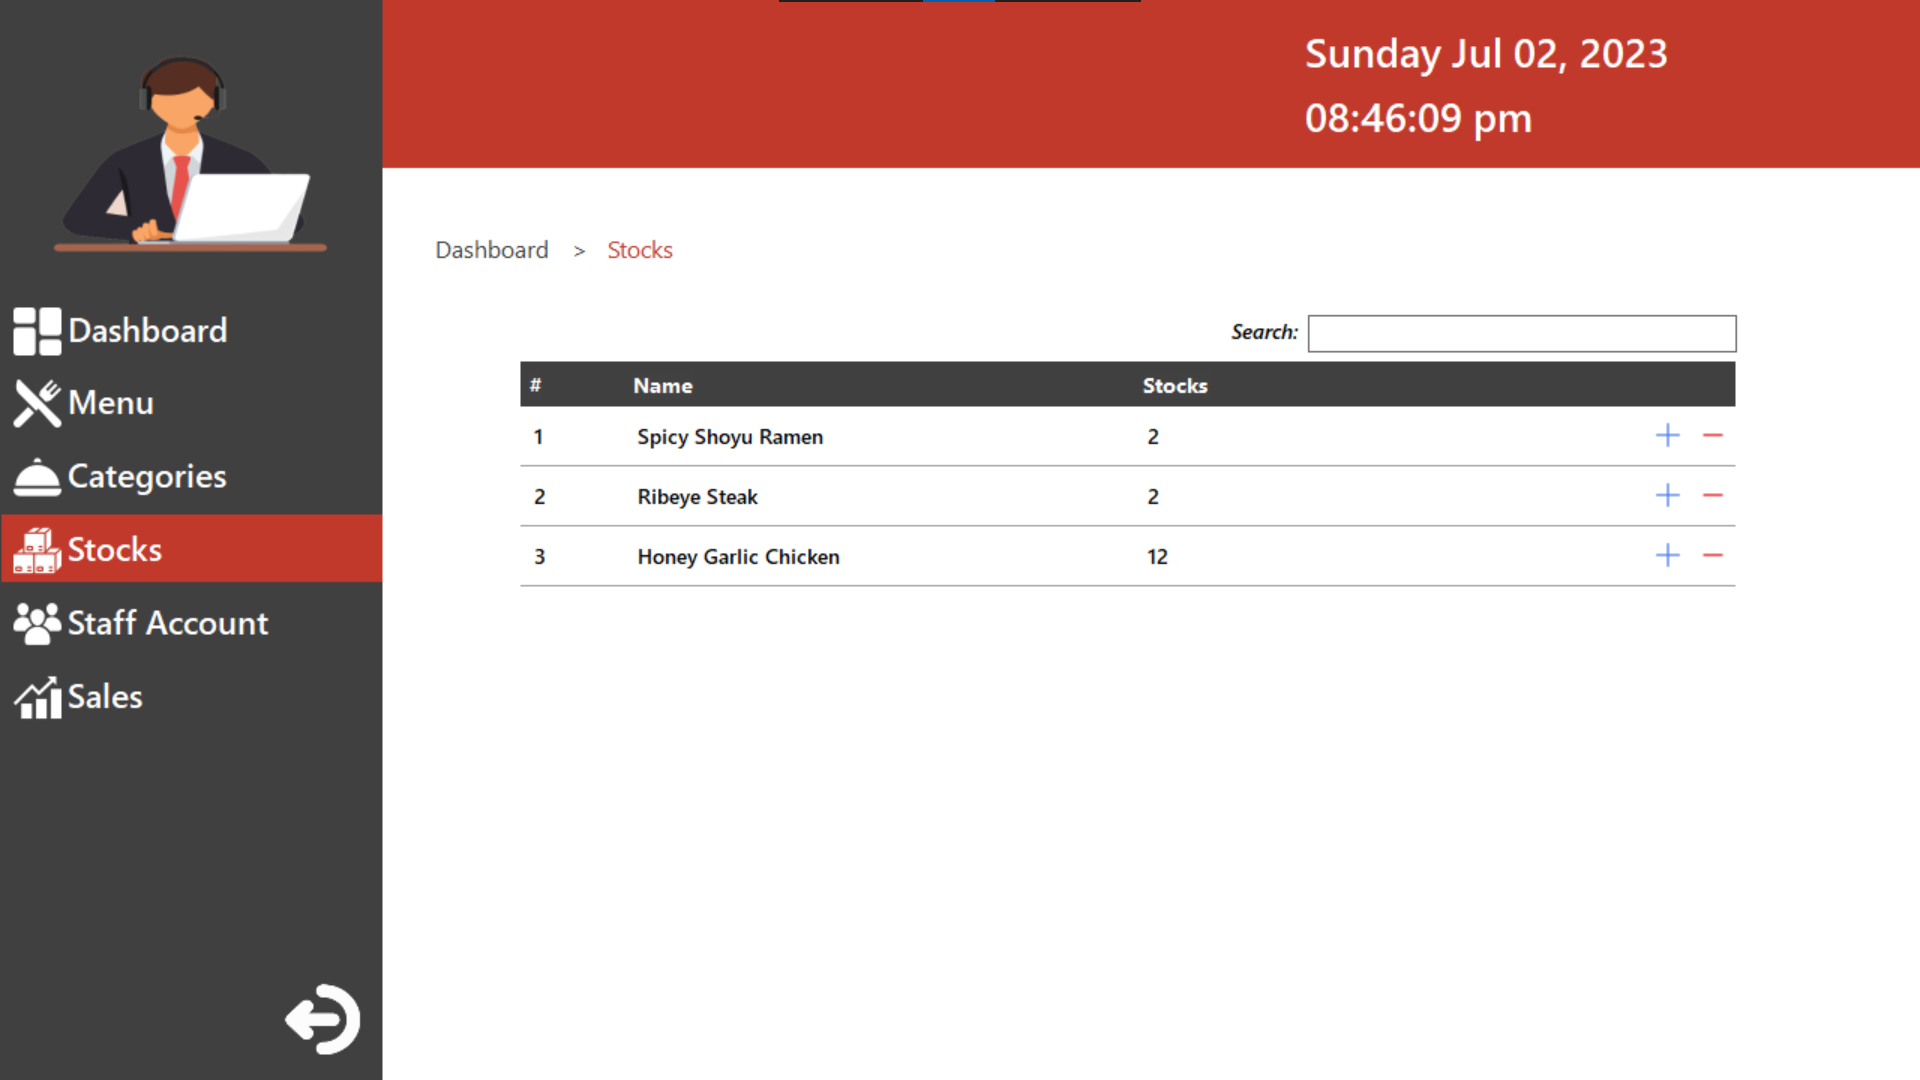 Sunday Jul 02, 2023
08:46:09 pm
Dashboard > Stocks
Dashboard
Menu
Categories
Stocks
Staff Account
Sales
Search:
# Name Stocks
1 Spicy Shoyu Ramen 2
2 Ribeye Steak 2
3 Honey Garlic Chicken 12